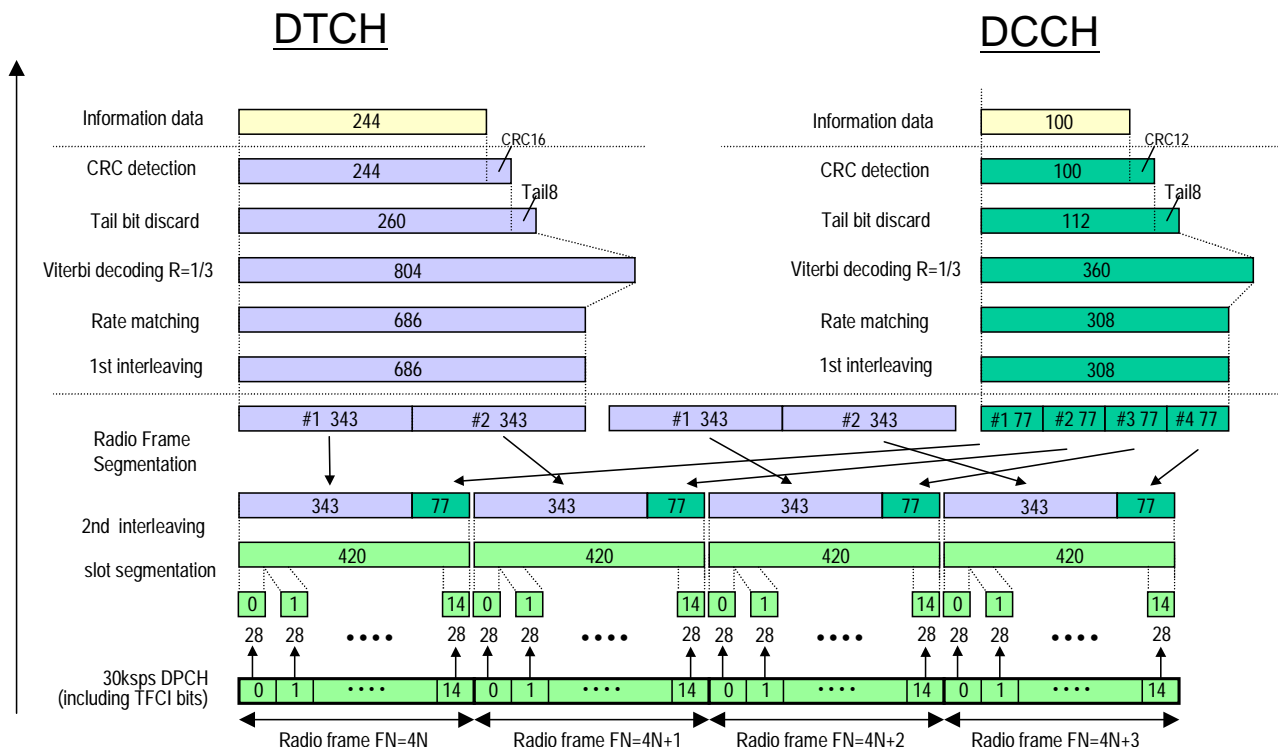 DTCH DCCH
Information data 244 Information data 100
CRC16 CRC12
CRC detection 244 CRC detection 100
Tail8 Tail8
Tail bit discard 260 Tail bit discard 112
Viterbi decoding R=1/3 804 Viterbi decoding R=1/3 360
Rate matching 686 Rate matching 308
1st interleaving 686 1st interleaving 308
#1 343 #2 343 #1 343 #2 343 #1 77 #2 77 #3 77 #4 77
Radio Frame
Segmentation
343 77 343 77 343 77 343 77
2nd interleaving
420 420 420 420
slot segmentation
0 1 14 0 1 14 0 1 14 0 1 14
28 28 •••• 28 28 28 •••• 28 28 28 •••• 28 28 28 •••• 28
30ksps DPCH
(including TFCI bits)
0 1 •••• 14 0 1 •••• 14 0 1 •••• 14 0 1 •••• 14
Radio frame FN=4N Radio frame FN=4N+1 Radio frame FN=4N+2 Radio frame FN=4N+3